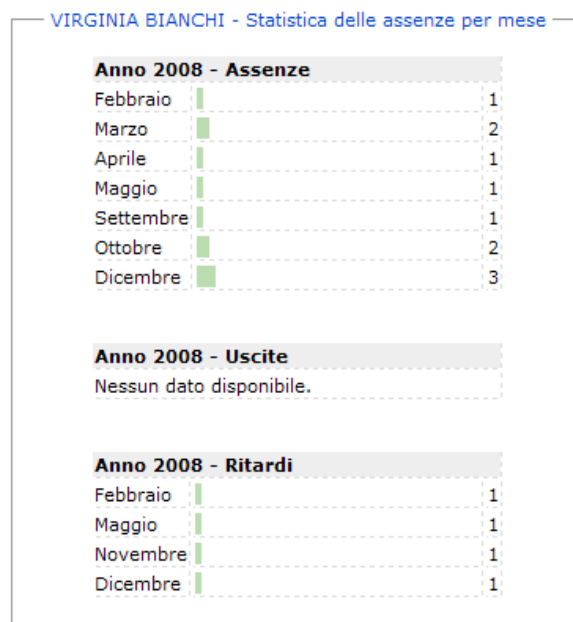 VIRGINIA BIANCHI - Statistica delle assenze per mese
Anno 2008 - Assenze
Febbraio 1
Marzo 2
Aprile 1
Maggio 1
Settembre 1
Ottobre 2
Dicembre 3
Anno 2008 - Uscite
Nessun dato disponibile.
Anno 2008 - Ritardi
Febbraio 1
Maggio 1
Novembre 1
Dicembre 1